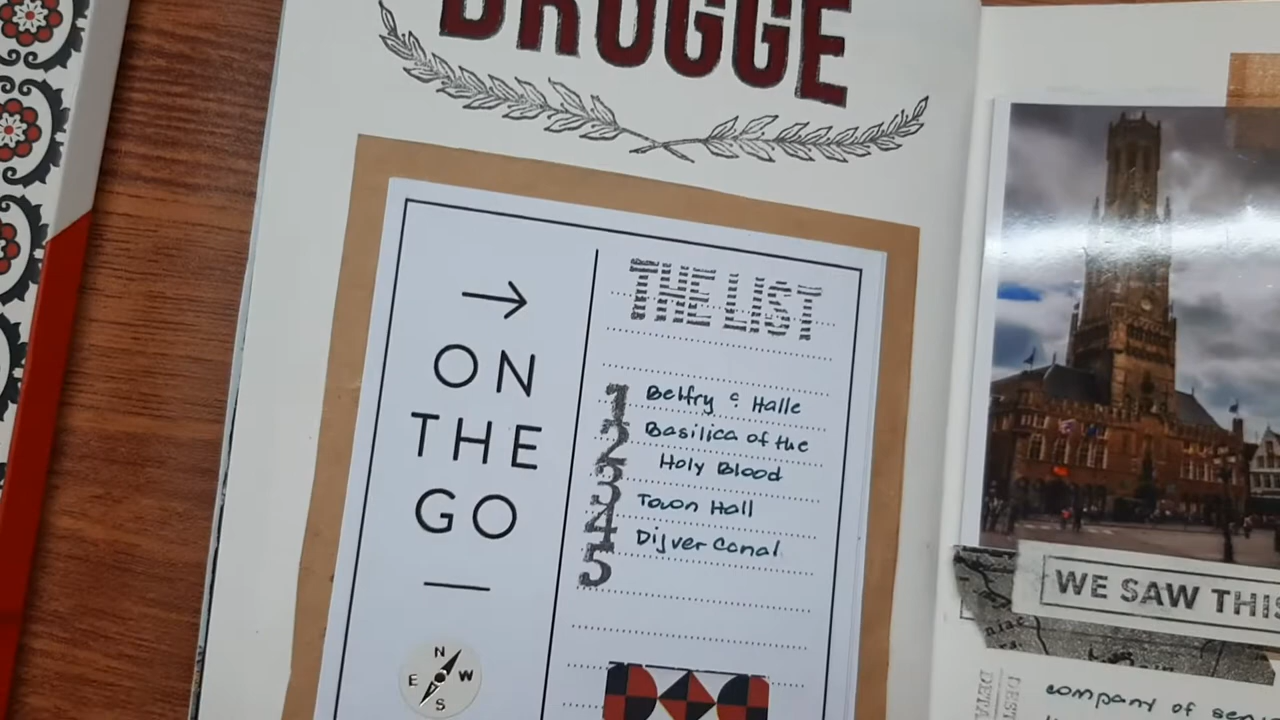 BRUGGE
→
ON
THE
GO
N
E W
S
THE LIST
1 Belfry & Halle
2 Basilica of the
Holy Blood
3 Town Hall
4 Dijver Canal
5
WE SAW THIS
company of